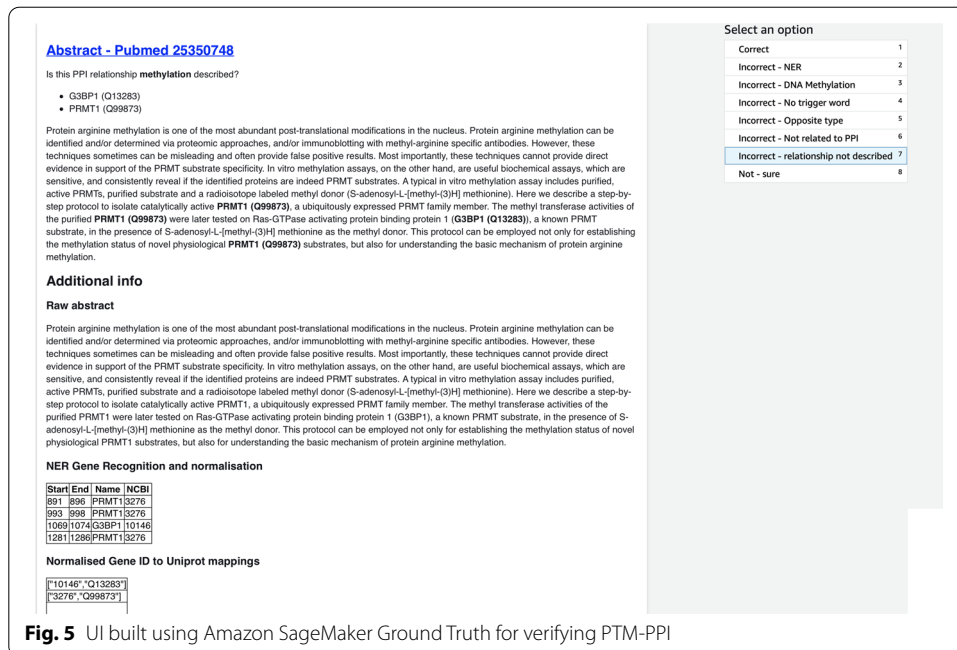 Abstract - Pubmed 25350748
Is this PPI relationship methylation described?
• G3BP1 (Q13283)
• PRMT1 (Q99873)
Protein arginine methylation is one of the most abundant post-translational modifications in the nucleus. Protein arginine methylation can be
identified and/or determined via proteomic approaches, and/or immunoblotting with methyl-arginine specific antibodies. However, these
techniques sometimes can be misleading and often provide false positive results. Most importantly, these techniques cannot provide direct
evidence in support of the PRMT substrate specificity. In vitro methylation assays, on the other hand, are useful biochemical assays, which are
sensitive, and consistently reveal if the identified proteins are indeed PRMT substrates. A typical in vitro methylation assay includes purified,
active PRMTs, purified substrate and a radioisotope labeled methyl donor (S-adenosyl-L-[methyl-(3)H] methionine). Here we describe a step-by-
step protocol to isolate catalytically active PRMT1 (Q99873), a ubiquitously expressed PRMT family member. The methyl transferase activities of
the purified PRMT1 (Q99873) were later tested on Ras-GTPase activating protein binding protein 1 (G3BP1 (Q13283)), a known PRMT
substrate, in the presence of S-adenosyl-L-[methyl-(3)H] methionine as the methyl donor. This protocol can be employed not only for establishing
the methylation status of novel physiological PRMT1 (Q99873) substrates, but also for understanding the basic mechanism of protein arginine
methylation.
Additional info
Raw abstract
Protein arginine methylation is one of the most abundant post-translational modifications in the nucleus. Protein arginine methylation can be
identified and/or determined via proteomic approaches, and/or immunoblotting with methyl-arginine specific antibodies. However, these
techniques sometimes can be misleading and often provide false positive results. Most importantly, these techniques cannot provide direct
evidence in support of the PRMT substrate specificity. In vitro methylation assays, on the other hand, are useful biochemical assays, which are
sensitive, and consistently reveal if the identified proteins are indeed PRMT substrates. A typical in vitro methylation assay includes purified,
active PRMTs, purified substrate and a radioisotope labeled methyl donor (S-adenosyl-L-[methyl-(3)H] methionine). Here we describe a step-by-
step protocol to isolate catalytically active PRMT1, a ubiquitously expressed PRMT family member. The methyl transferase activities of the
purified PRMT1 were later tested on Ras-GTPase activating protein binding protein 1 (G3BP1), a known PRMT substrate, in the presence of S-
adenosyl-L-[methyl-(3)H] methionine as the methyl donor. This protocol can be employed not only for establishing the methylation status of novel
physiological PRMT1 substrates, but also for understanding the basic mechanism of protein arginine methylation.
NER Gene Recognition and normalisation
Start End Name NCBI
891 896 PRMT1 3276
993 998 PRMT1 3276
1069 1074 G3BP1 10146
1281 1286 PRMT1 3276
Normalised Gene ID to Uniprot mappings
["10146","Q13283"]
["3276","Q99873"]
Select an option
Correct 1
Incorrect - NER 2
Incorrect - DNA Methylation 3
Incorrect - No trigger word 4
Incorrect - Opposite type 5
Incorrect - Not related to PPI 6
Incorrect - relationship not described 7
Not - sure 8
Fig. 5 UI built using Amazon SageMaker Ground Truth for verifying PTM-PPI